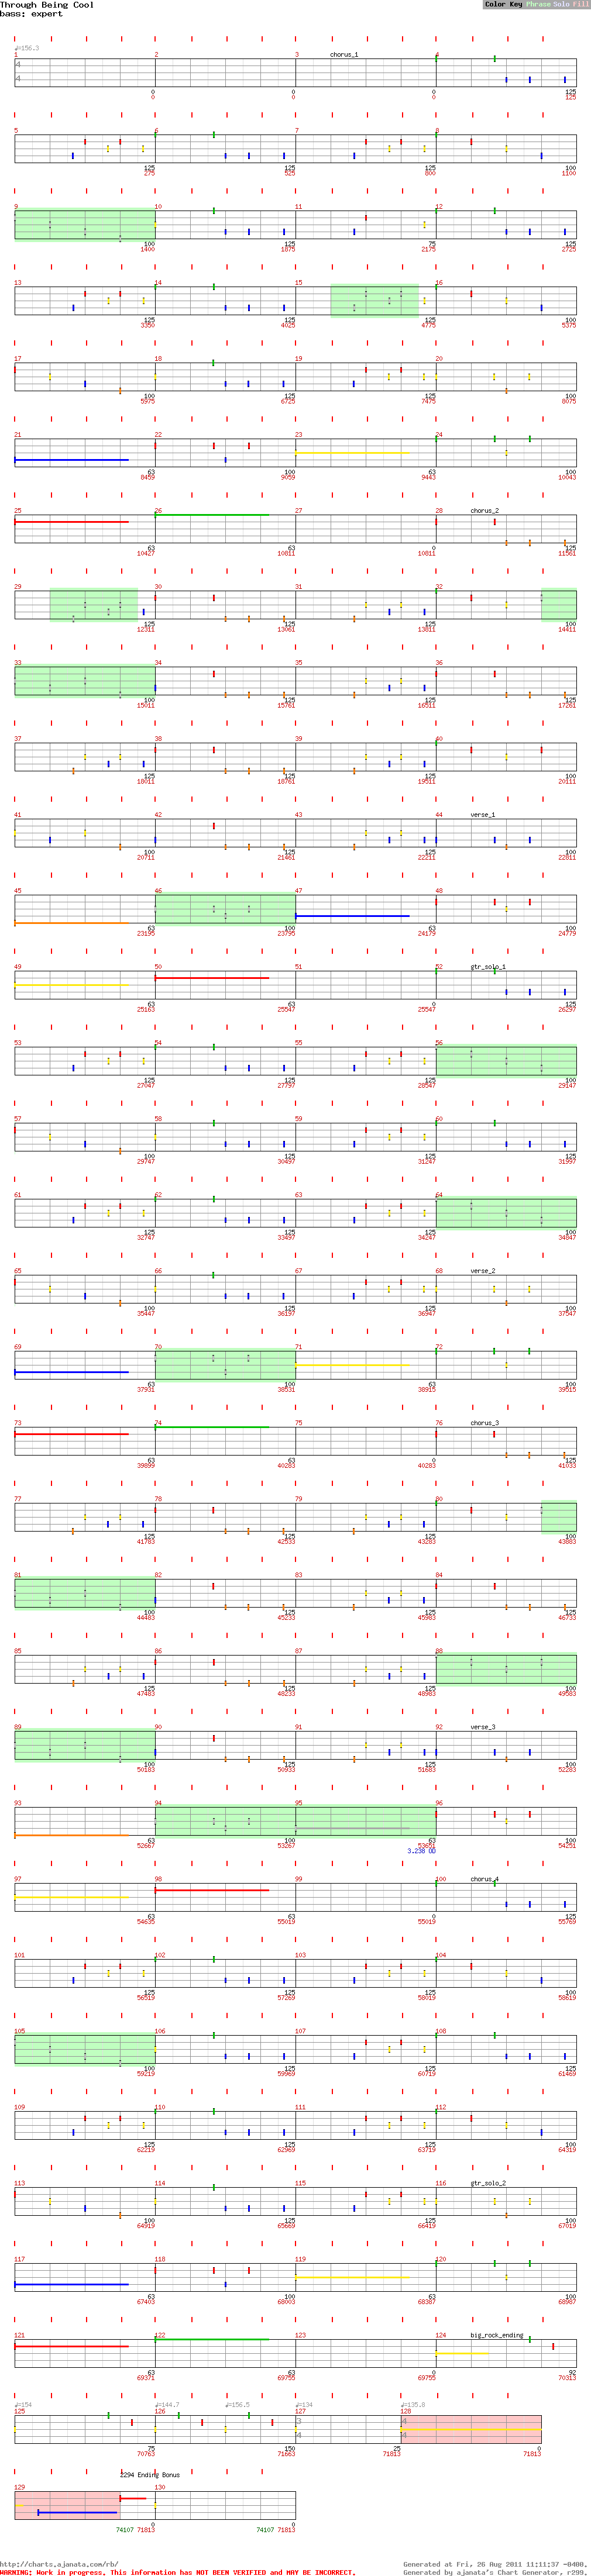 Through Being Cool
bass: expert
Color Key Phrase Solo Fill
♩=156.3
1 2 3 chorus_1 4
4
4
0 0 0 125
0 0 0 125
5 6 7 8
125 125 125 100
275 525 800 1100
9 10 11 12
100 125 75 125
1400 1875 2175 2725
13 14 15 16
125 125 125 100
3350 4025 4775 5375
17 18 19 20
100 125 125 100
5975 6725 7475 8075
21 22 23 24
63 100 63 100
8459 9059 9443 10043
25 26 27 28 chorus_2
63 63 0 125
10427 10811 10811 11561
29 30 31 32
125 125 125 100
12311 13061 13811 14411
33 34 35 36
100 125 125 125
15011 15761 16511 17261
37 38 39 40
125 125 125 100
18011 18761 19511 20111
41 42 43 44 verse_1
100 125 125 100
20711 21461 22211 22811
45 46 47 48
63 100 63 100
23195 23795 24179 24779
49 50 51 52 gtr_solo_1
63 63 0 125
25163 25547 25547 26297
53 54 55 56
125 125 125 100
27047 27797 28547 29147
57 58 59 60
100 125 125 125
29747 30497 31247 31997
61 62 63 64
125 125 125 100
32747 33497 34247 34847
65 66 67 68 verse_2
100 125 125 100
35447 36197 36947 37547
69 70 71 72
63 100 63 100
37931 38531 38915 39515
73 74 75 76 chorus_3
63 63 0 125
39899 40283 40283 41033
77 78 79 80
125 125 125 100
41783 42533 43283 43883
81 82 83 84
100 125 125 125
44483 45233 45983 46733
85 86 87 88
125 125 125 100
47483 48233 48983 49583
89 90 91 92 verse_3
100 125 125 100
50183 50933 51683 52283
93 94 95 96
63 100 63 100
52667 53267 53651 54251
3.238 OD
97 98 99 100 chorus_4
63 63 0 125
54635 55019 55019 55769
101 102 103 104
125 125 125 100
56519 57269 58019 58619
105 106 107 108
100 125 125 125
59219 59969 60719 61469
109 110 111 112
125 125 125 100
62219 62969 63719 64319
113 114 115 116 gtr_solo_2
100 125 125 100
64919 65669 66419 67019
117 118 119 120
63 100 63 100
67403 68003 68387 68987
121 122 123 124 big_rock_ending
63 63 0 92
69371 69755 69755 70313
♩=154 ♩=144.7 ♩=156.5 ♩=134 ♩=135.8
125 126 127 128
3 4
4 4
75 150 25 0
70763 71663 71813 71813
2294 Ending Bonus
129 130
0 0
74107 71813 74107 71813
http://charts.ajanata.com/rb/
Generated at Fri, 26 Aug 2011 11:11:37 -0400.
WARNING: Work in progress. This information has NOT BEEN VERIFIED and MAY BE INCORRECT.
Generated by ajanata's Chart Generator, r299.